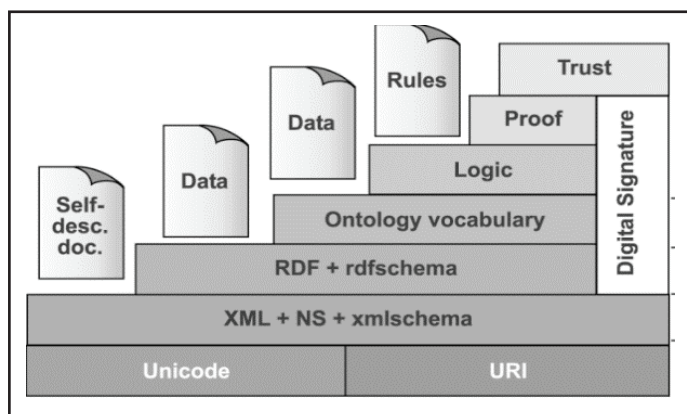 Rules
Trust
Data
Proof
Data
Logic
Self-
desc.
doc.
Ontology vocabulary
Digital Signature
RDF + rdfschema
XML + NS + xmlschema
Unicode
URI